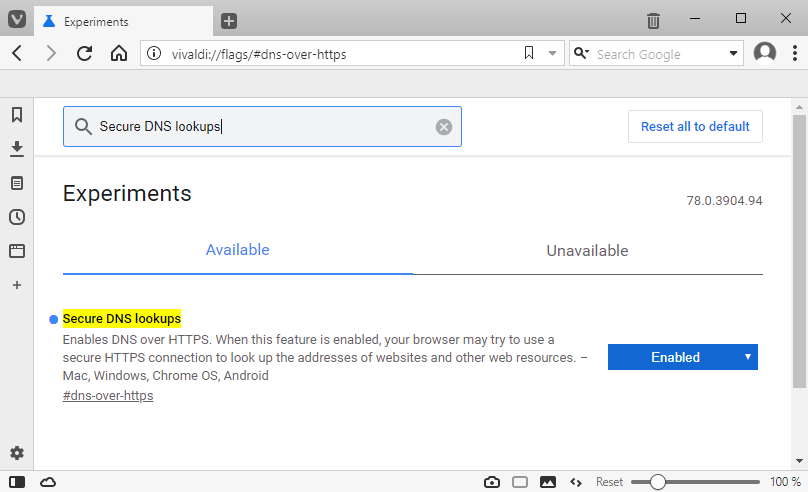 Experiments
vivaldi://flags/#dns-over-https
Search Google
Secure DNS lookups
Reset all to default
Experiments
78.0.3904.94
Available
Unavailable
Secure DNS lookups
Enables DNS over HTTPS. When this feature is enabled, your browser may try to use a
secure HTTPS connection to look up the addresses of websites and other web resources. –
Mac, Windows, Chrome OS, Android
Enabled
#dns-over-https
Reset
100 %